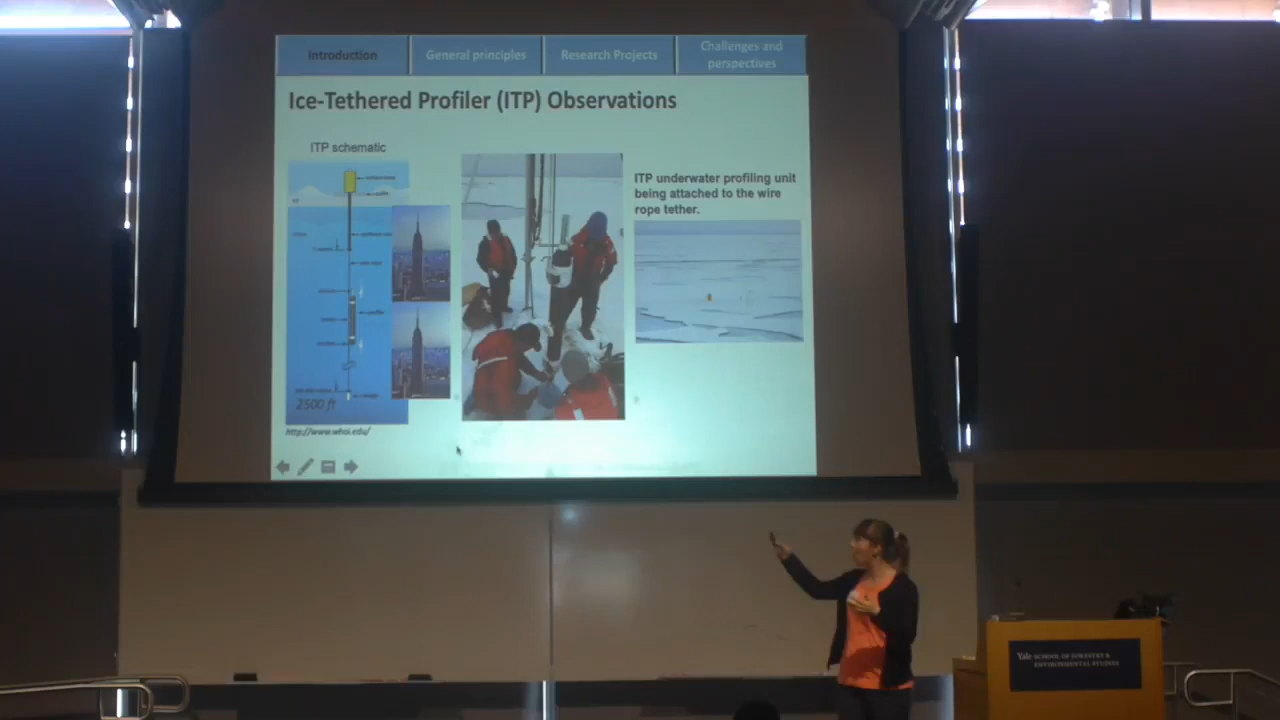 Introduction
General principles
Research Projects
Challenges and
perspectives
Ice-Tethered Profiler (ITP) Observations
ITP schematic
ITP underwater profiling unit
being attached to the wire
rope tether.
2500 ft
http://www.whoi.edu/
Yale SCHOOL OF FORESTRY &
ENVIRONMENTAL STUDIES